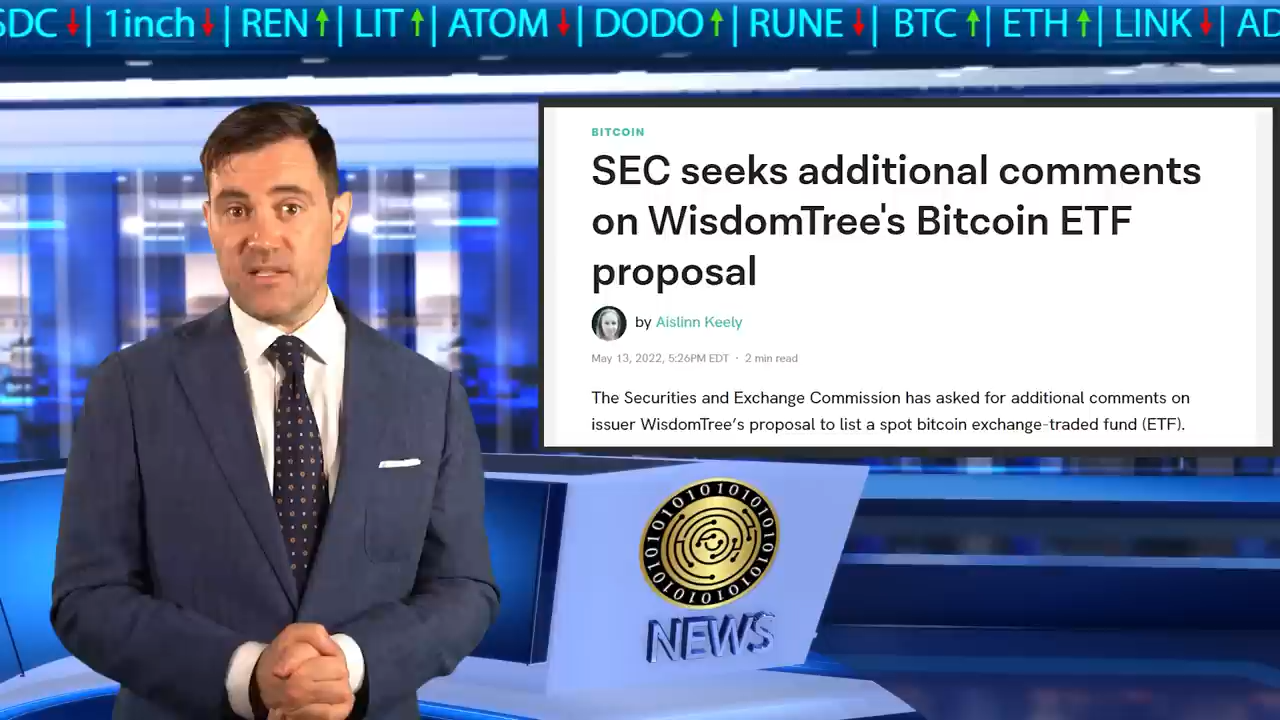 SDC | 1inch | REN | LIT | ATOM | DODO | RUNE | BTC | ETH | LINK | AD
BITCOIN
SEC seeks additional comments
on WisdomTree's Bitcoin ETF
proposal
by Aislinn Keely
May 13, 2022, 5:26PM EDT · 2 min read
The Securities and Exchange Commission has asked for additional comments on
issuer WisdomTree's proposal to list a spot bitcoin exchange-traded fund (ETF).
NEWS